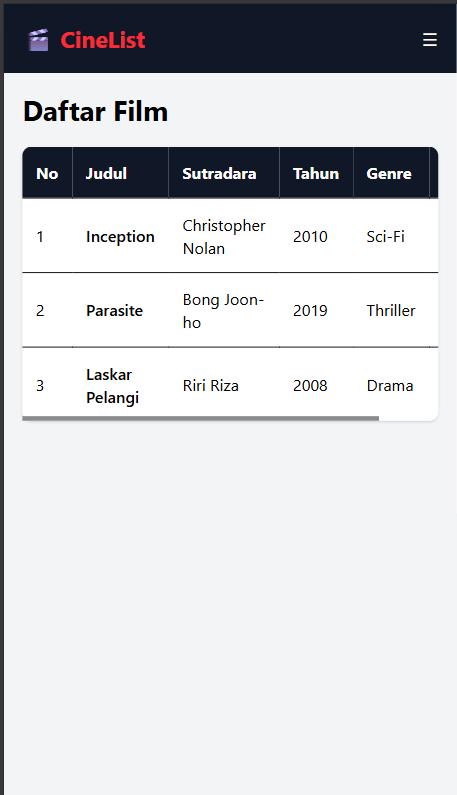 🎬 CineList ☰
Daftar Film
No Judul Sutradara Tahun Genre
1 Inception Christopher
Nolan 2010 Sci-Fi
2 Parasite Bong Joon-
ho 2019 Thriller
3 Laskar
Pelangi Riri Riza 2008 Drama